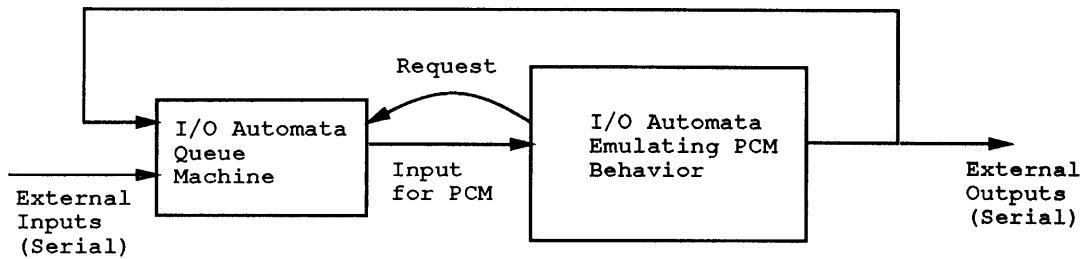 Request
I/O Automata
Queue
Machine
I/O Automata
Emulating PCM
Behavior
Input
for PCM
External
Inputs
(Serial)
External
Outputs
(Serial)